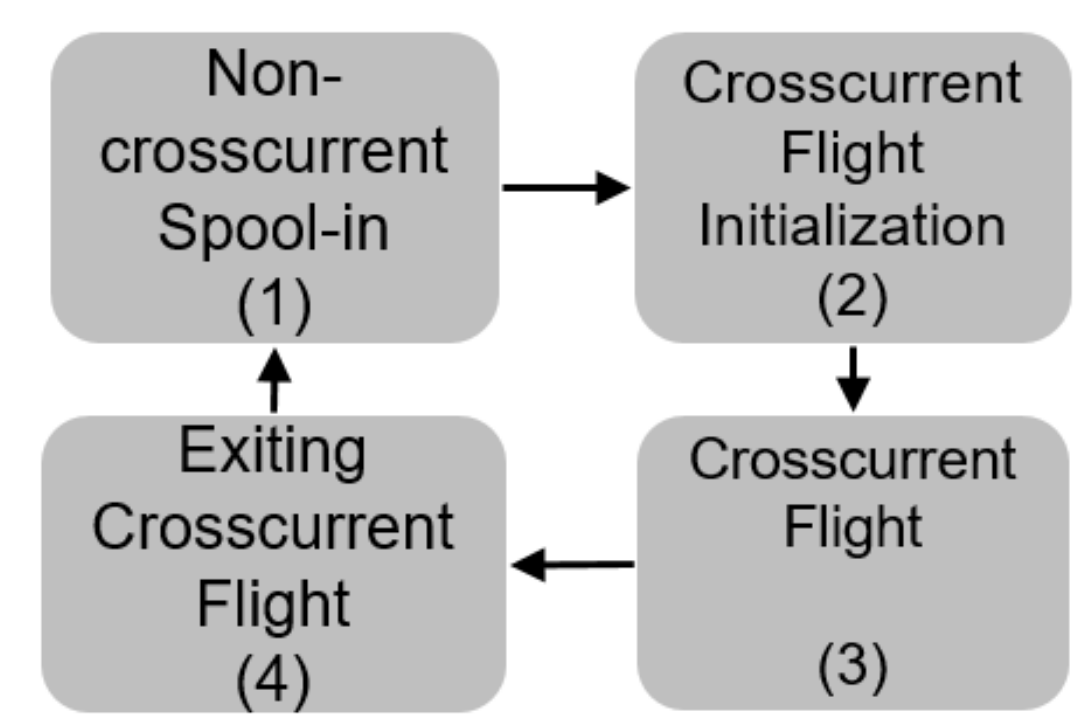 Non-
crosscurrent
Spool-in
(1)
Crosscurrent
Flight
Initialization
(2)
Crosscurrent
Flight
(3)
Exiting
Crosscurrent
Flight
(4)